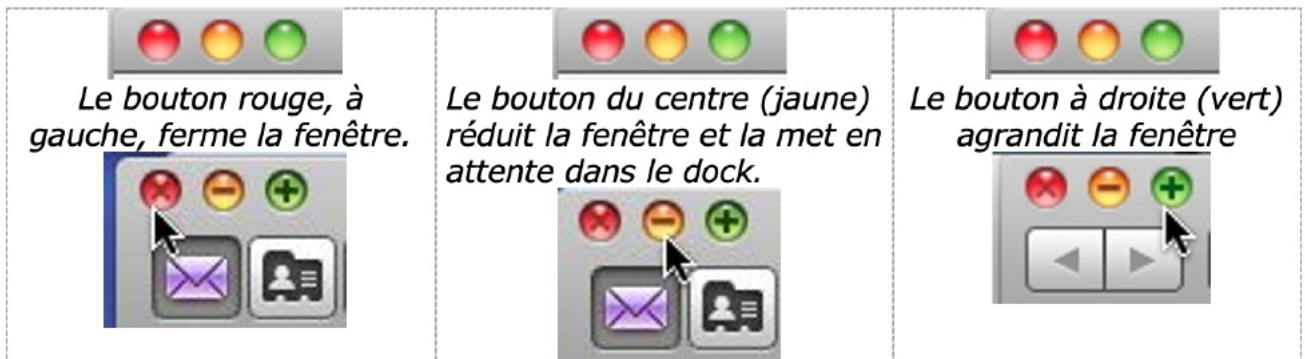 Le bouton rouge, à
gauche, ferme la fenêtre.
Le bouton du centre (jaune)
réduit la fenêtre et la met en
attente dans le dock.
Le bouton à droite (vert)
agrandit la fenêtre